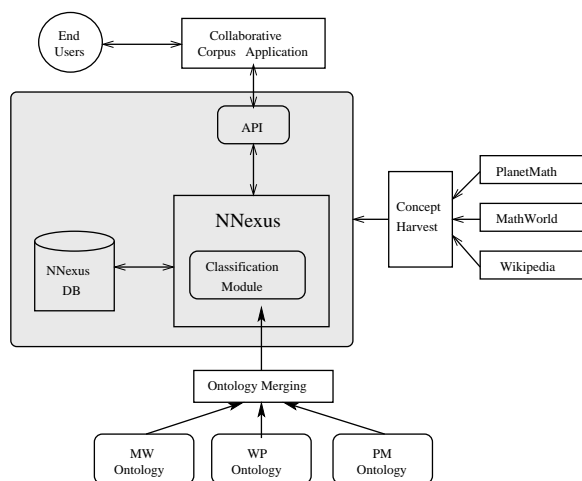 End
Users
Collaborative
Corpus Application
API
NNexus
Classification
Module
NNexus
DB
Concept
Harvest
PlanetMath
MathWorld
Wikipedia
Ontology Merging
MW
Ontology
WP
Ontology
PM
Ontology